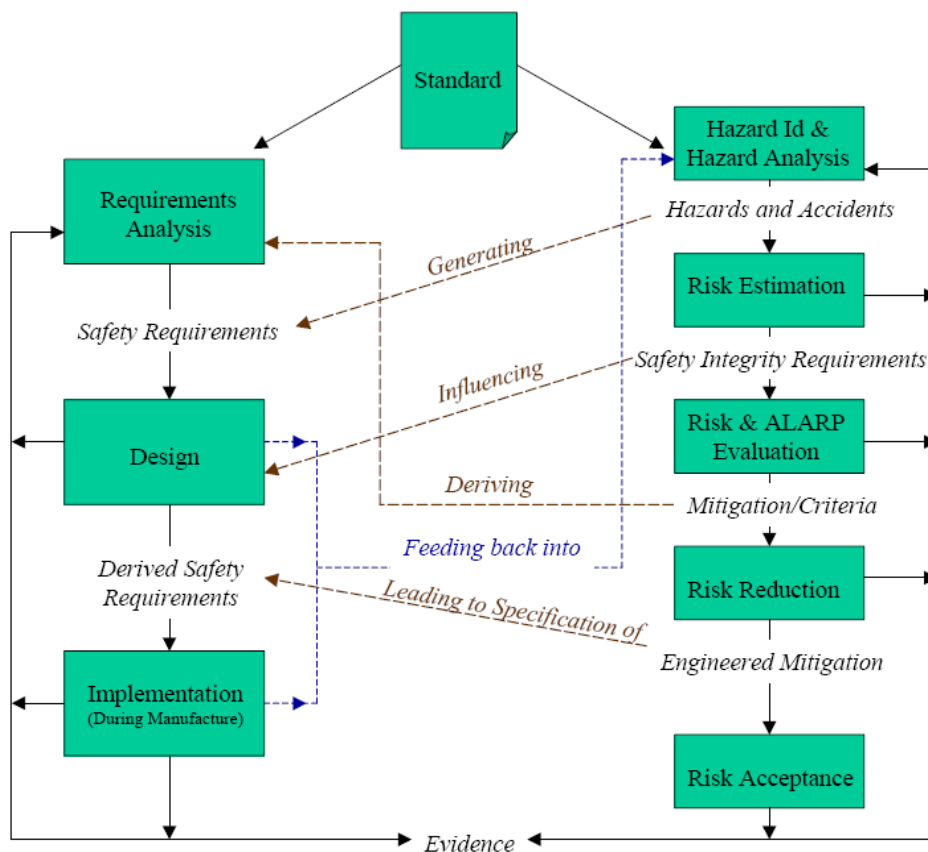 Standard
Hazard Id &
Hazard Analysis
Requirements
Analysis
Hazards and Accidents
Generating
Risk Estimation
Safety Requirements
Safety Integrity Requirements
Influencing
Risk & ALARP
Evaluation
Design
Deriving
Mitigation/Criteria
Feeding back into
Derived Safety
Requirements
Leading to Specification of
Risk Reduction
Engineered Mitigation
Implementation
(During Manufacture)
Risk Acceptance
Evidence